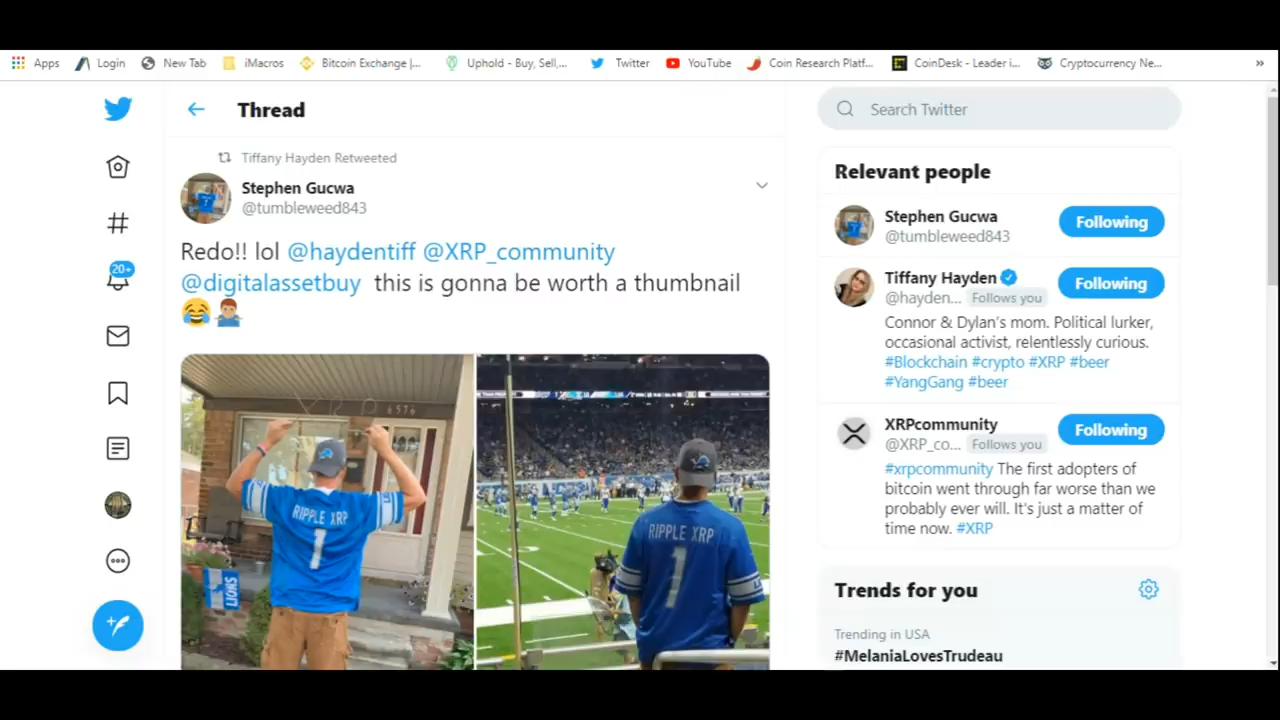 Apps Login New Tab iMacros Bitcoin Exchange |... Uphold - Buy, Sell,... Twitter YouTube Coin Research Platf... CoinDesk - Leader i... Cryptocurrency Ne... »
Thread
Search Twitter
Tiffany Hayden Retweeted
Stephen Gucwa
@tumbleweed843
Redo!! lol @haydentiff @XRP_community
@digitalassetbuy this is gonna be worth a thumbnail
20+
XRP
6576
RIPPLE XRP
1
LIONS
RIPPLE XRP
1
Relevant people
Stephen Gucwa
@tumbleweed843
Following
Tiffany Hayden
@hayden... Follows you
Following
Connor & Dylan's mom. Political lurker,
occasional activist, relentlessly curious.
#Blockchain #crypto #XRP #beer
#YangGang #beer
XRPcommunity
@XRP_co... Follows you
Following
#xrpcommunity The first adopters of
bitcoin went through far worse than we
probably ever will. It's just a matter of
time now. #XRP
Trends for you
Trending in USA
#MelaniaLovesTrudeau